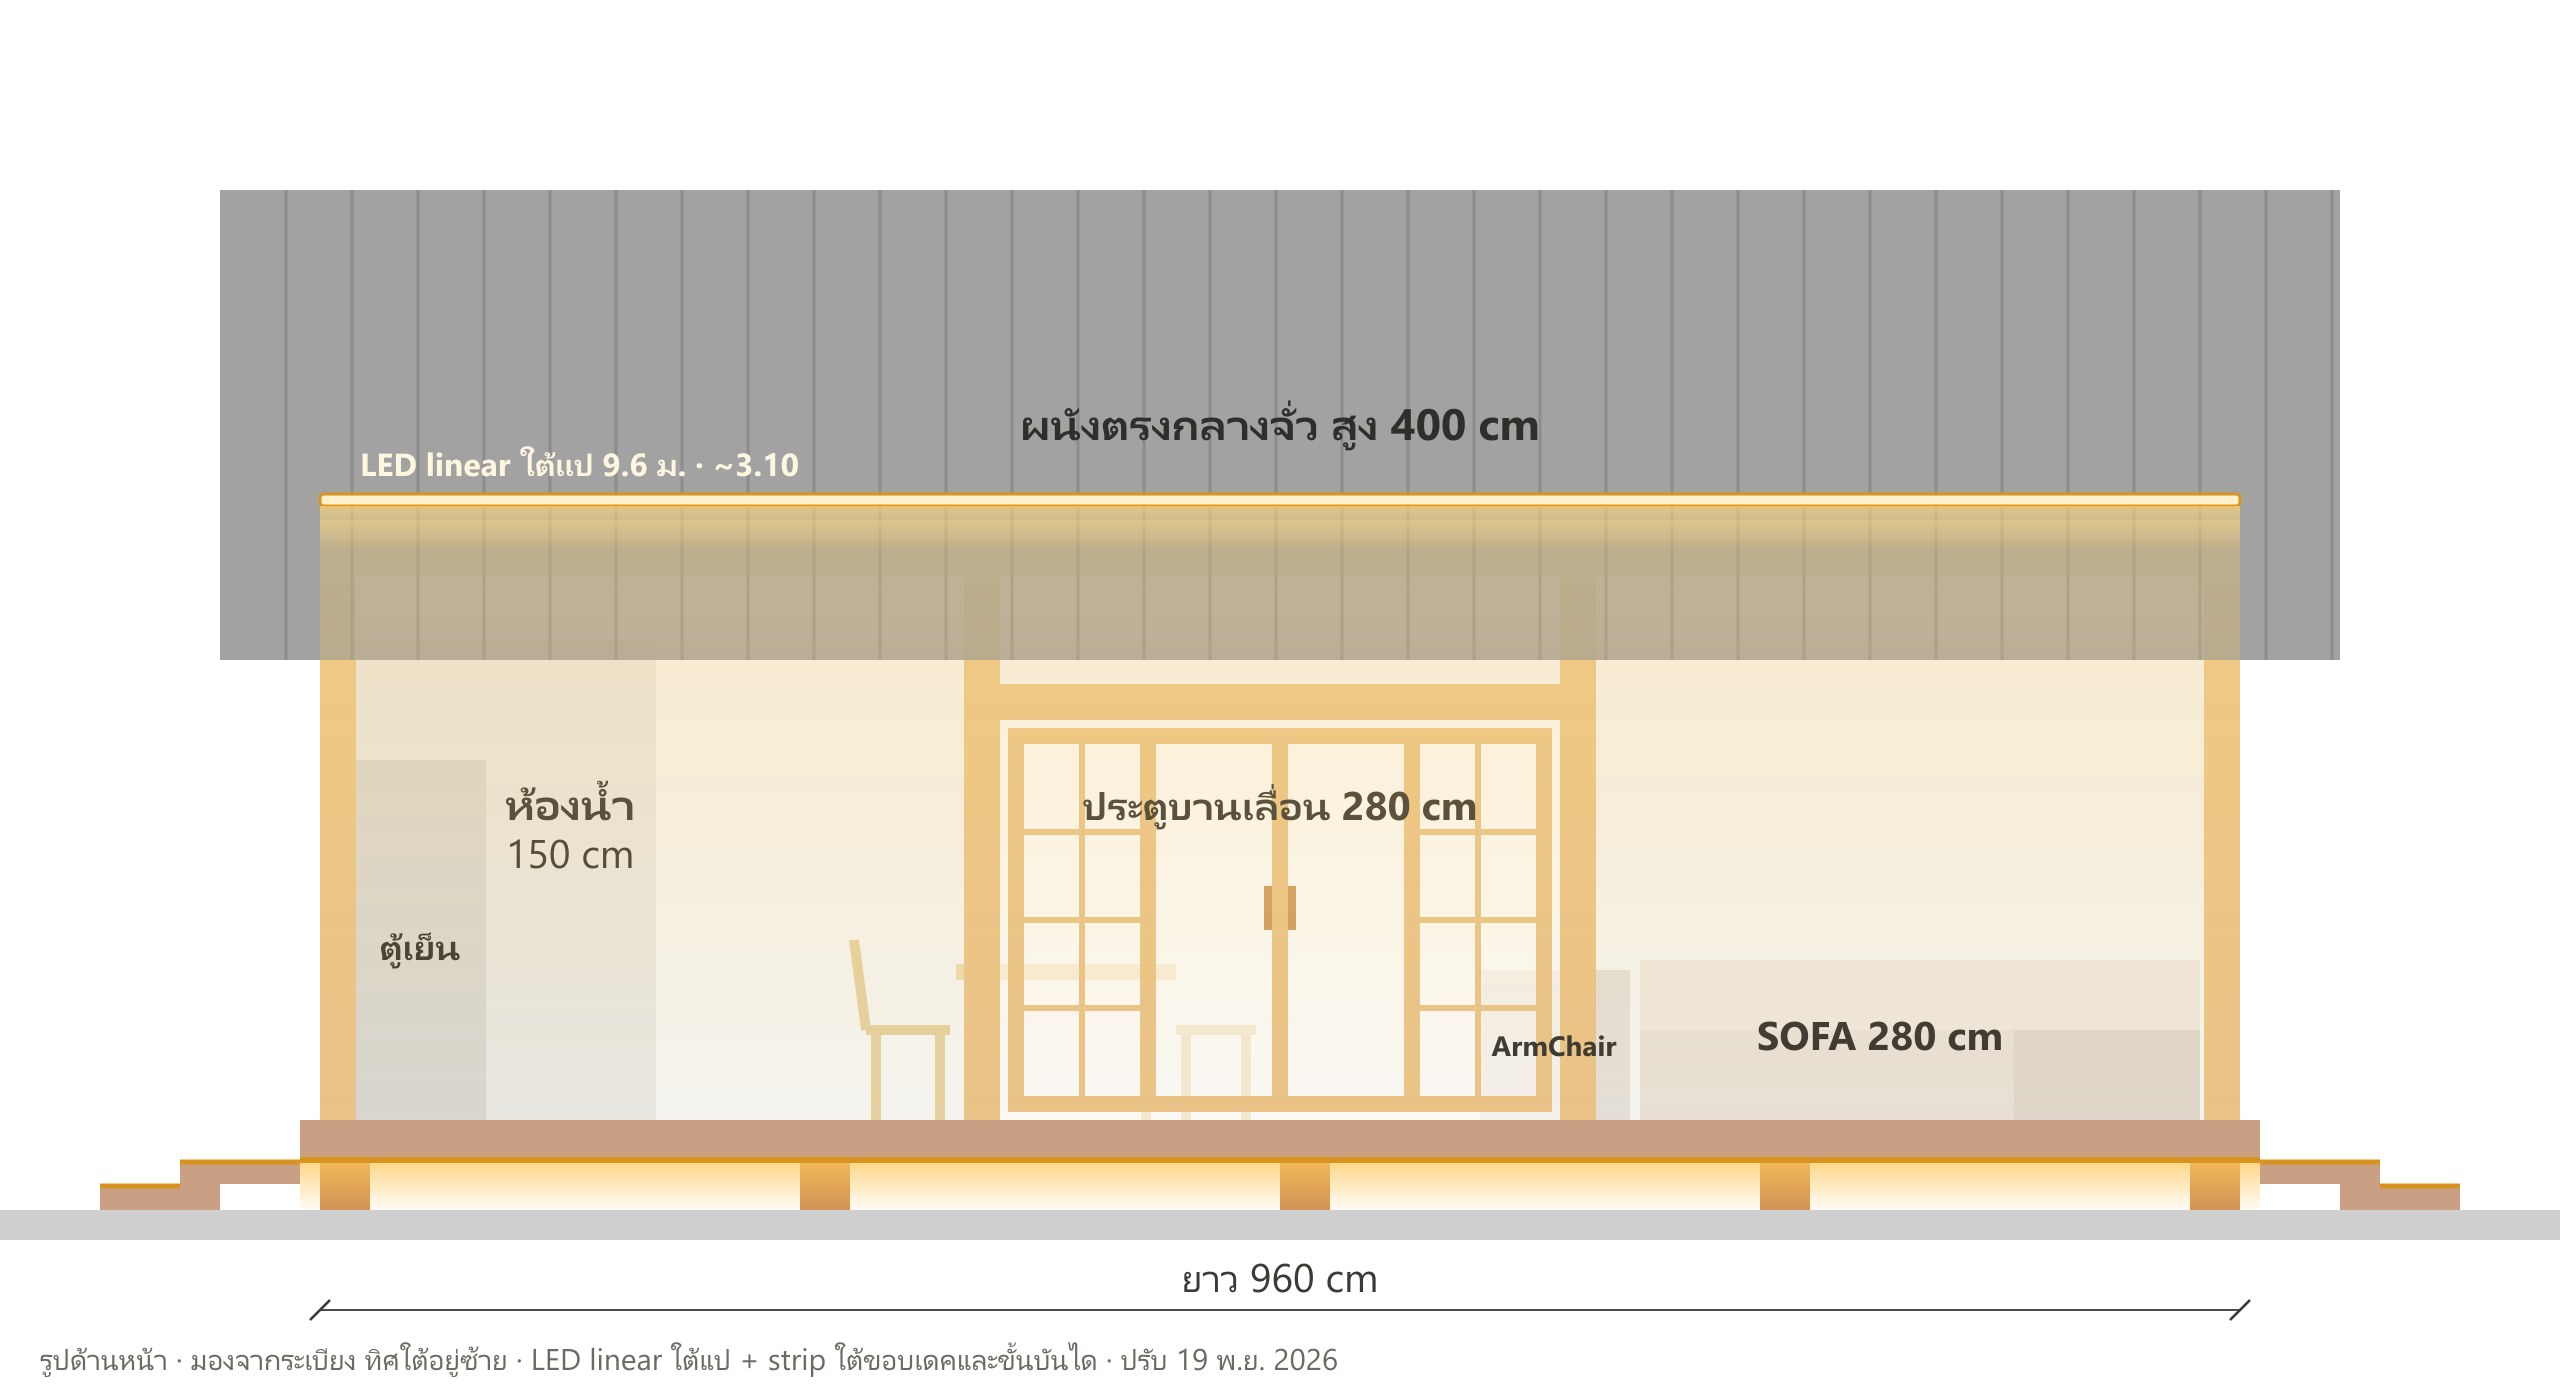 ผนังตรงกลางจั่ว สูง 400 cm
LED linear ใต้แป 9.6 ม. · ~3.10
ห้องน้ำ
150 cm
ประตูบานเลื่อน 280 cm
ตู้เย็น
ArmChair
SOFA 280 cm
ยาว 960 cm
รูปด้านหน้า · มองจากระเบียง ทิศใต้อยู่ซ้าย · LED linear ใต้แป + strip ใต้ขอบเดคและขั้นบันได · ปรับ 19 พ.ย. 2026